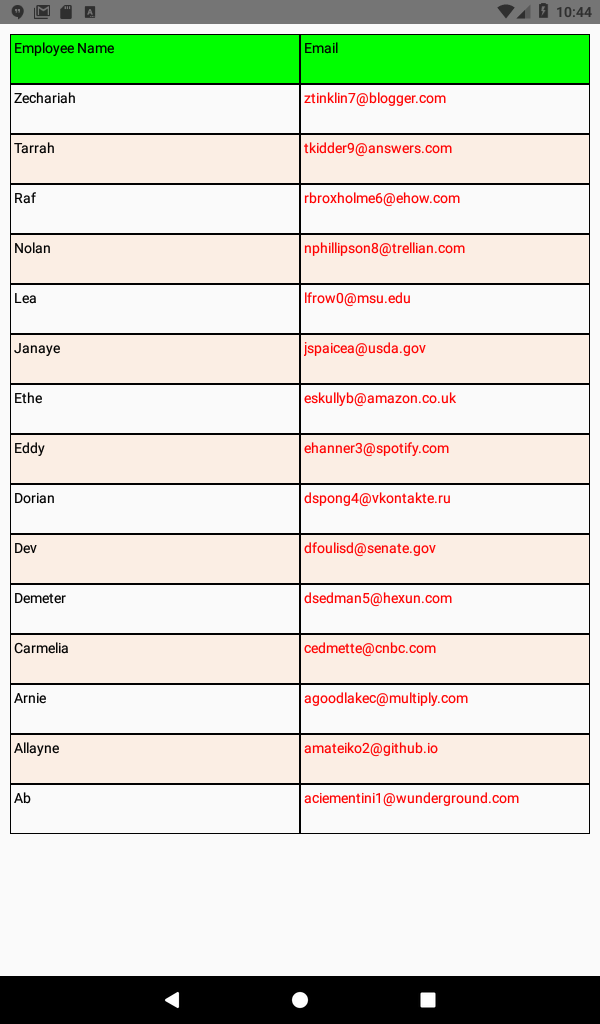 10:44
Employee Name Email
Zechariah ztinklin7@blogger.com
Tarrah tkidder9@answers.com
Raf rbroxholme6@ehow.com
Nolan nphillipson8@trellian.com
Lea lfrow0@msu.edu
Janaye jspaicea@usda.gov
Ethe eskullyb@amazon.co.uk
Eddy ehanner3@spotify.com
Dorian dspong4@vkontakte.ru
Dev dfoulisd@senate.gov
Demeter dsedman5@hexun.com
Carmelia cedmette@cnbc.com
Arnie agoodlakec@multiply.com
Allayne amateiko2@github.io
Ab aciementini1@wunderground.com